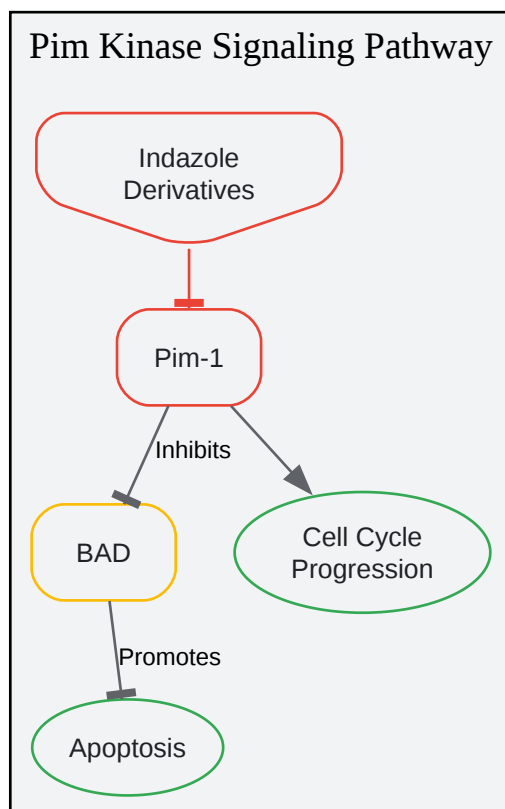 Pim Kinase Signaling Pathway
Indazole
Derivatives
Pim-1
Inhibits
BAD
Cell Cycle
Progression
Promotes
Apoptosis